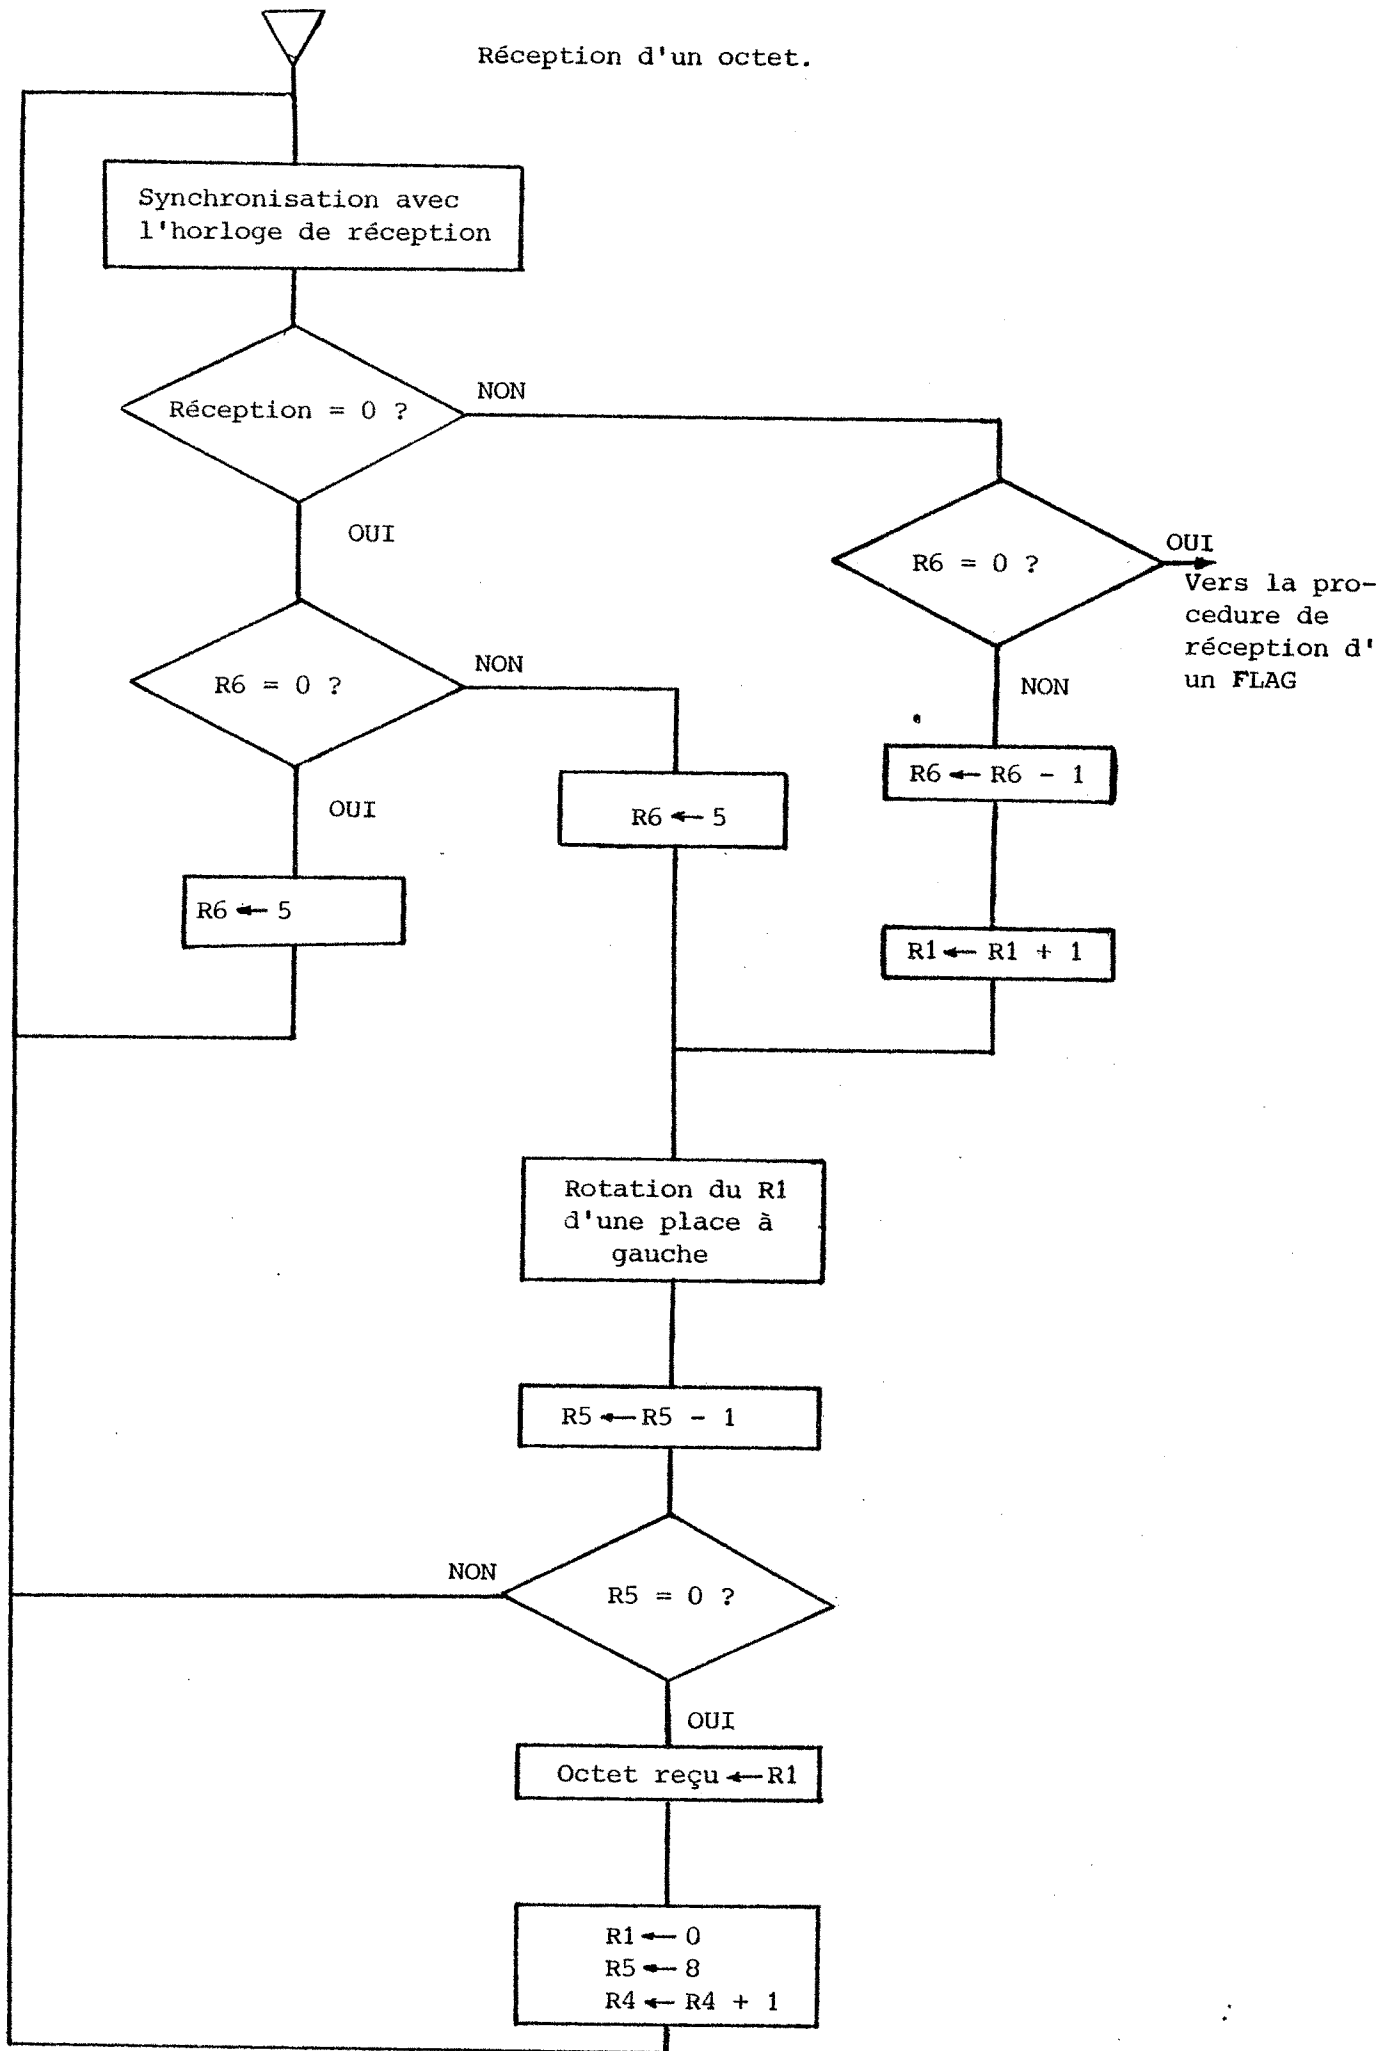 Réception d'un octet.
Synchronisation avec
l'horloge de réception
Réception = 0 ?
NON
OUI
R6 = 0 ?
OUI
Vers la pro-
cedure de
réception d'
un FLAG
NON
R6 ← R6 - 1
R1 ← R1 + 1
R6 = 0 ?
NON
R6 ← 5
OUI
R6 ← 5
Rotation du R1
d'une place à
gauche
R5 ← R5 - 1
R5 = 0 ?
NON
OUI
Octet reçu ← R1
R1 ← 0
R5 ← 8
R4 ← R4 + 1